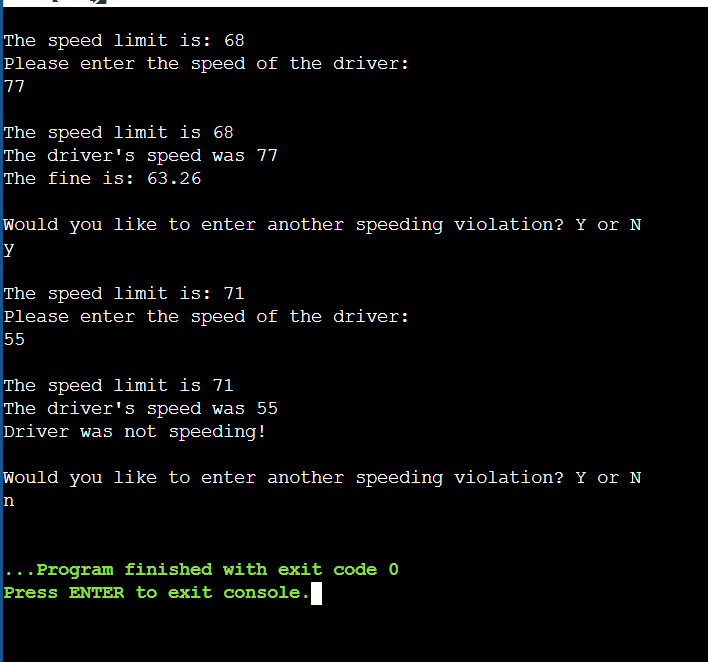 The speed limit is: 68
Please enter the speed of the driver:
77
The speed limit is 68
The driver's speed was 77
The fine is: 63.26
Would you like to enter another speeding violation? Y or N
y
The speed limit is: 71
Please enter the speed of the driver:
55
The speed limit is 71
The driver's speed was 55
Driver was not speeding!
Would you like to enter another speeding violation? Y or N
n
...Program finished with exit code 0
Press ENTER to exit console.